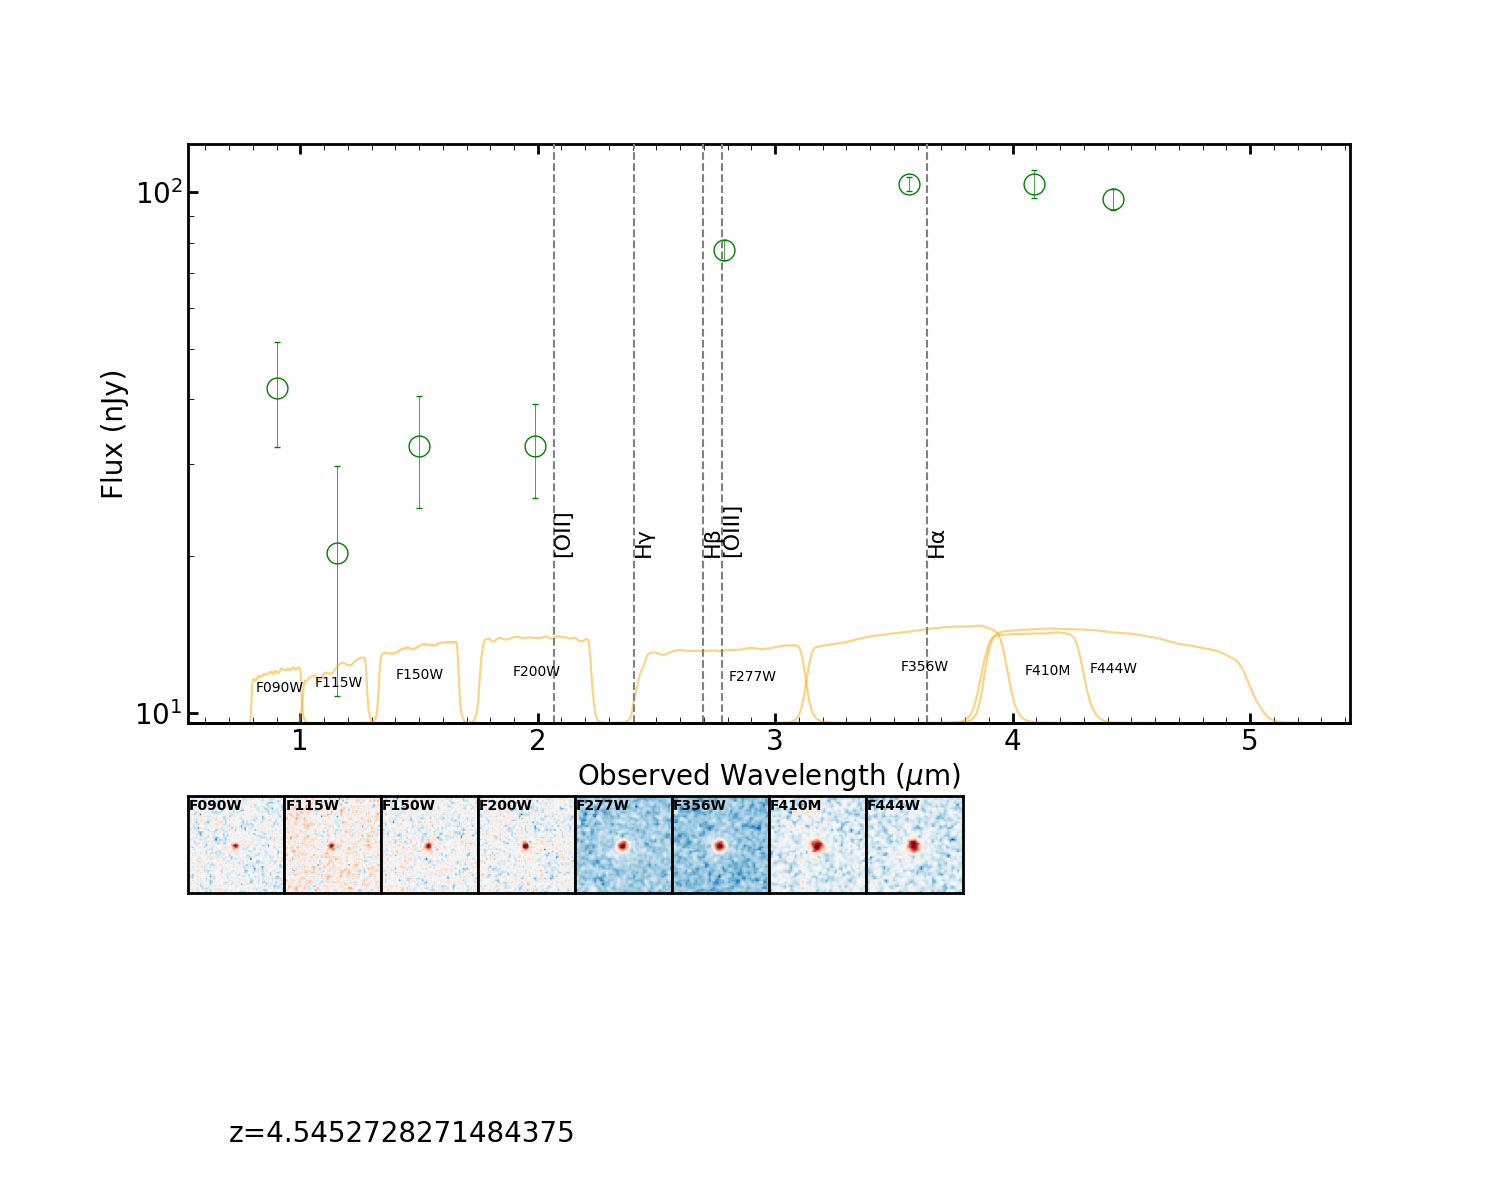 10²
10¹
Flux (nJy)
[OII]
Hγ
Hβ
[OIII]
Hα
F090W
F115W
F150W
F200W
F277W
F356W
F410M
F444W
1 2 3 4 5
Observed Wavelength (μm)
F090W F115W F150W F200W F277W F356W F410M F444W
z=4.5452728271484375